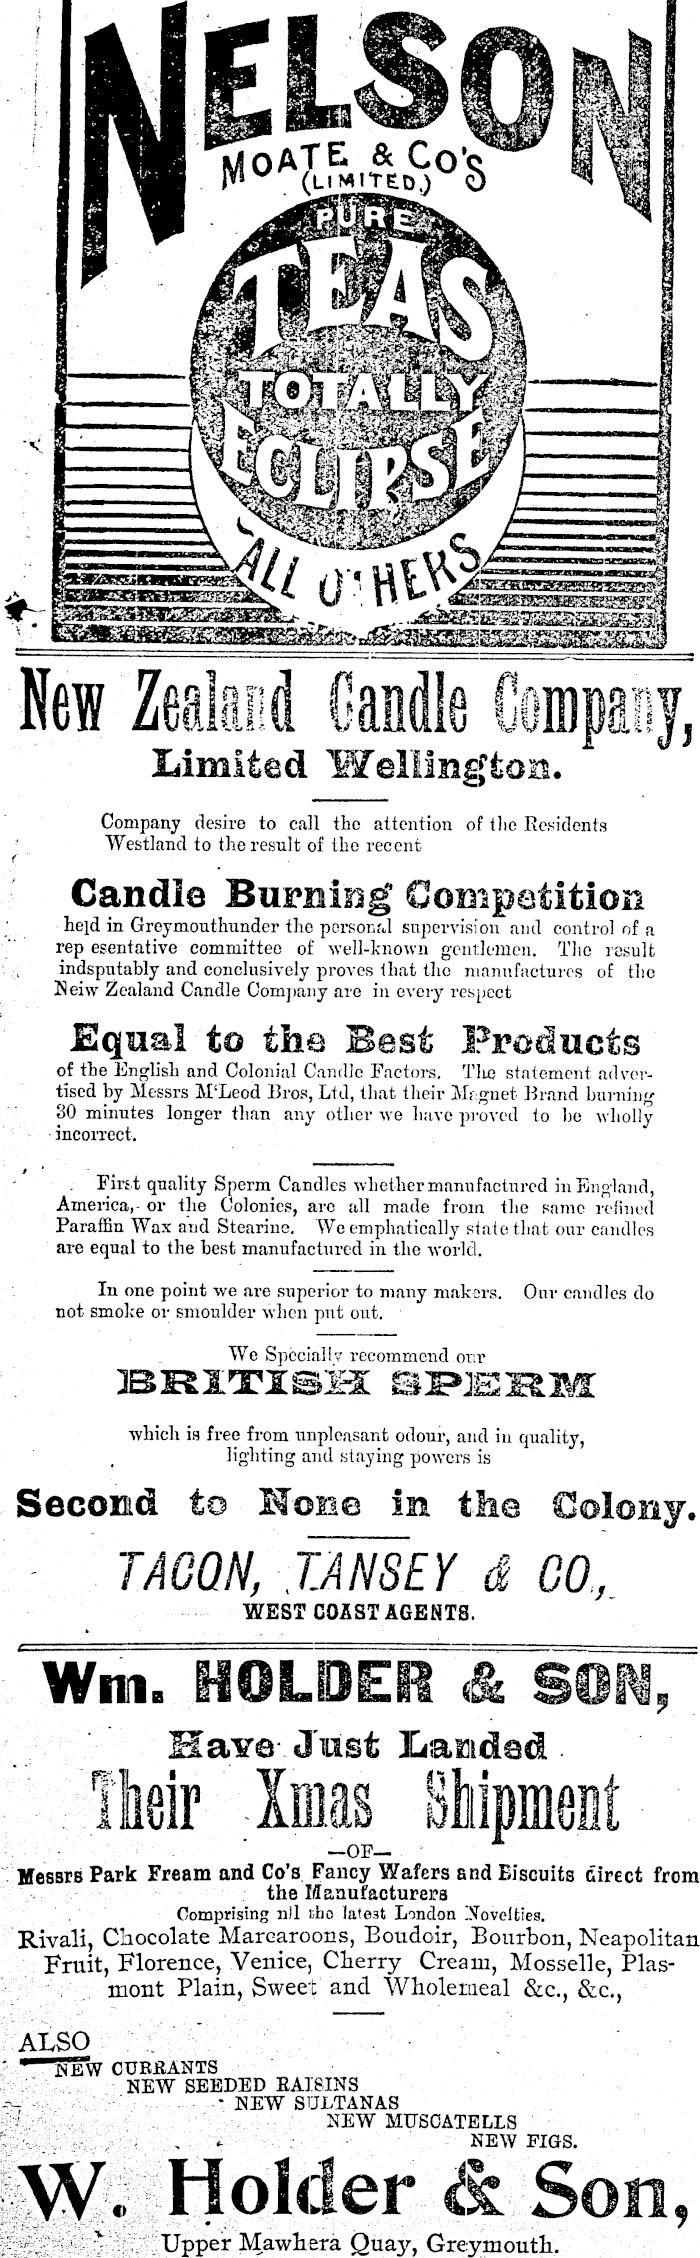 NELSON
MOATE & CO'S
(LIMITED.)
PURE
TEAS
TOTALLY
ECLIPSE
ALL OTHERS
New Zealand Candle Company,
Limited Wellington.
Company desire to call the attention of the Residents
Westland to the result of the recent
Candle Burning Competition
held in Greymouthunder the personal supervision and control of a
rep esentative committee of well-known gentlemen. The result
indsputably and conclusively proves that the manufactures of the
Neiw Zealand Candle Company are in every respect
Equal to the Best Products
of the English and Colonial Candle Factors. The statement adver-
tised by Messrs M‘Leod Bros, Ltd, that their Magnet Brand burning
30 minutes longer than any other we have proved to be wholly
incorrect.
First quality Sperm Candles whether manufactured in England,
America, or the Colonies, are all made from the same refined
Paraffin Wax and Stearine. We emphatically state that our candles
are equal to the best manufactured in the world.
In one point we are superior to many makers. Our candles do
not smoke or smoulder when put out.
We Specially recommend our
BRITISH SPERM
which is free from unpleasant odour, and in quality,
lighting and staying powers is
Second to None in the Colony.
TACON, TANSEY & CO.,
WEST COAST AGENTS.
Wm. HOLDER & SON,
Have Just Landed
Their Xmas Shipment
—OF—
Messrs Park Fream and Co's Fancy Wafers and Biscuits direct from
the Manufacturers
Comprising all the latest London Novelties.
Rivali, Chocolate Marcaroons, Boudoir, Bourbon, Neapolitan
Fruit, Florence, Venice, Cherry Cream, Mosselle, Plas-
mont Plain, Sweet and Wholemeal &c., &c.,
ALSO
NEW CURRANTS
NEW SEEDED RAISINS
NEW SULTANAS
NEW MUSCATELLS
NEW FIGS.
W. Holder & Son,
Upper Mawhera Quay, Greymouth.